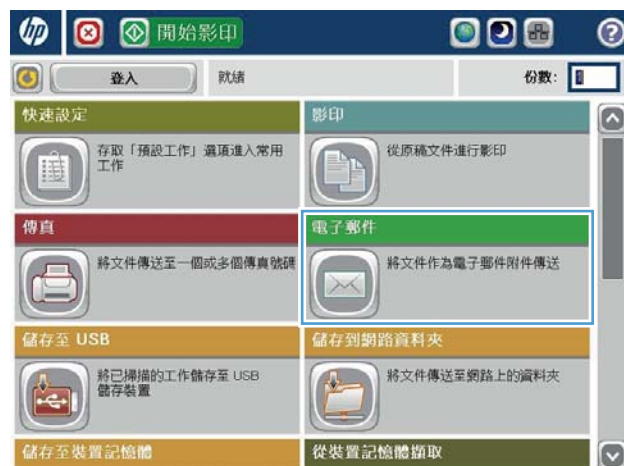 hp
開始影印
?
登入
就緒
份數: 1
快速設定
影印
存取「預設工作」選項進入常用
工作
從原稿文件進行影印
傳真
電子郵件
將文件傳送至一個或多個傳真號碼
將文件作為電子郵件附件傳送
儲存至 USB
儲存到網路資料夾
將已掃描的工作儲存至 USB
儲存裝置
將文件傳送至網路上的資料夾
儲存至裝置記憶體
從裝置記憶體擷取